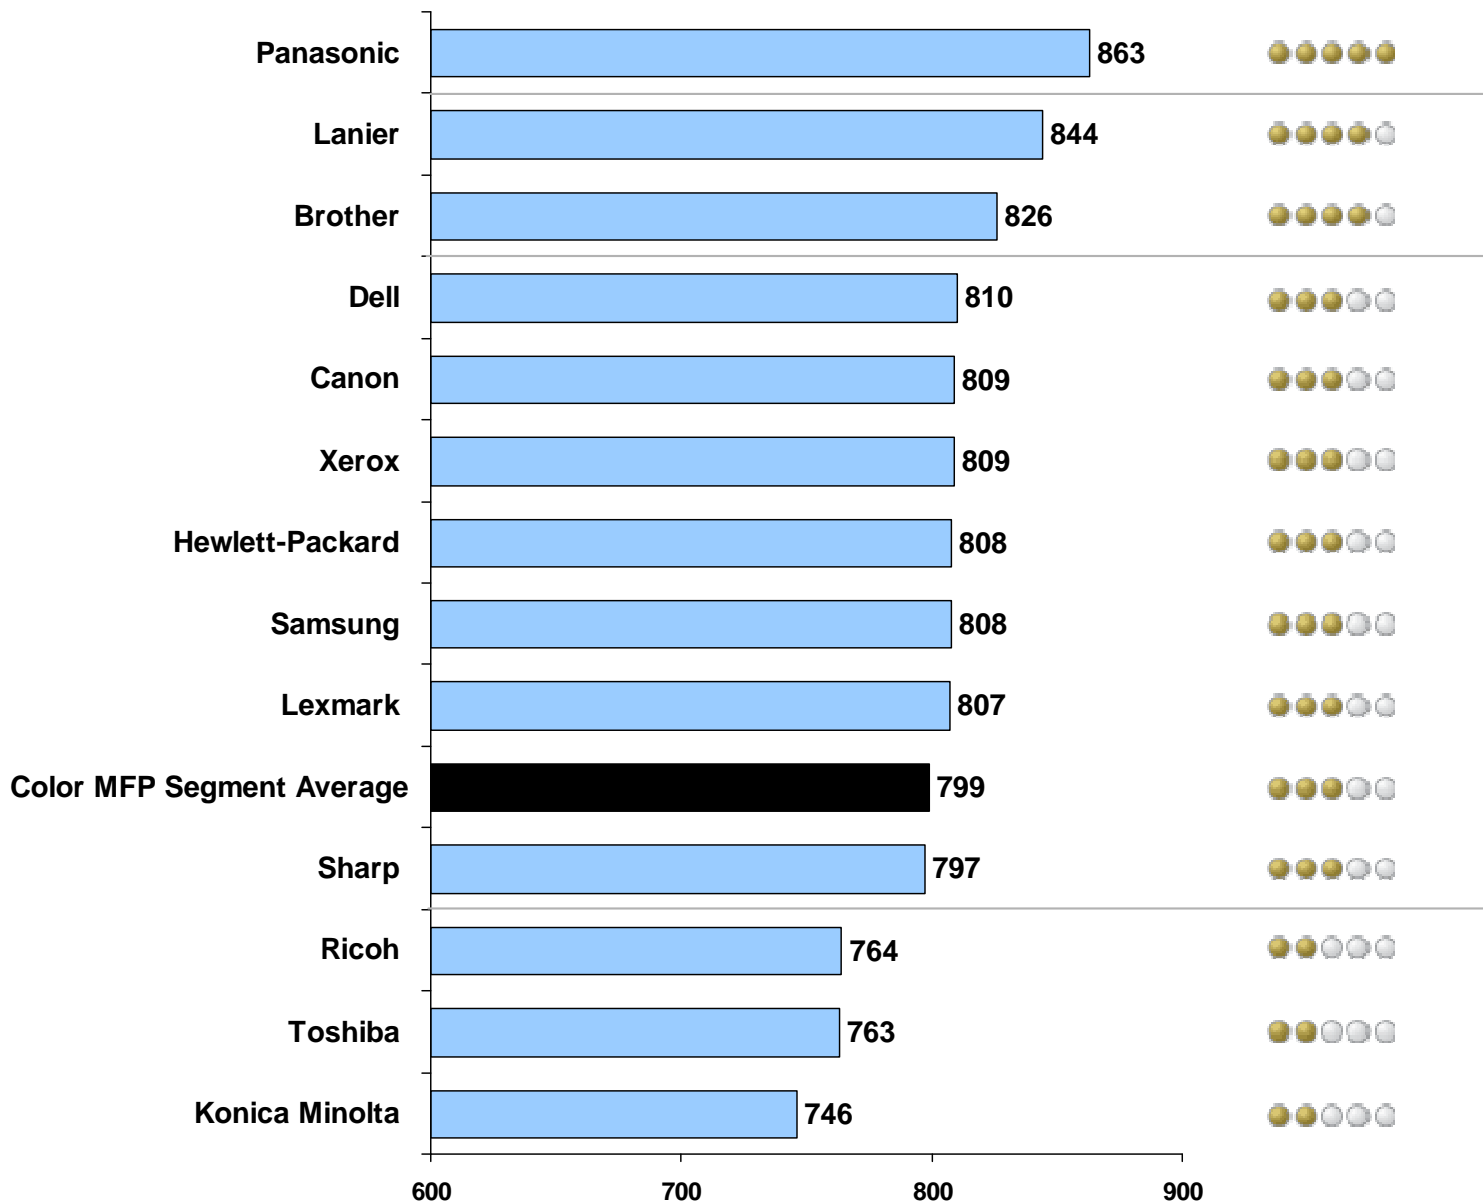 Panasonic 863
Lanier 844
Brother 826
Dell 810
Canon 809
Xerox 809
Hewlett-Packard 808
Samsung 808
Lexmark 807
Color MFP Segment Average 799
Sharp 797
Ricoh 764
Toshiba 763
Konica Minolta 746
600 700 800 900